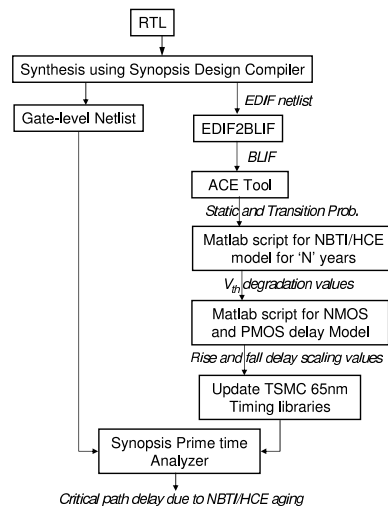 RTL
Synthesis using Synopsis Design Compiler
EDIF netlist
Gate-level Netlist
EDIF2BLIF
BLIF
ACE Tool
Static and Transition Prob.
Matlab script for NBTI/HCE
model for 'N' years
Vth degradation values
Matlab script for NMOS
and PMOS delay Model
Rise and fall delay scaling values
Update TSMC 65nm
Timing libraries
Synopsis Prime time
Analyzer
Critical path delay due to NBTI/HCE aging